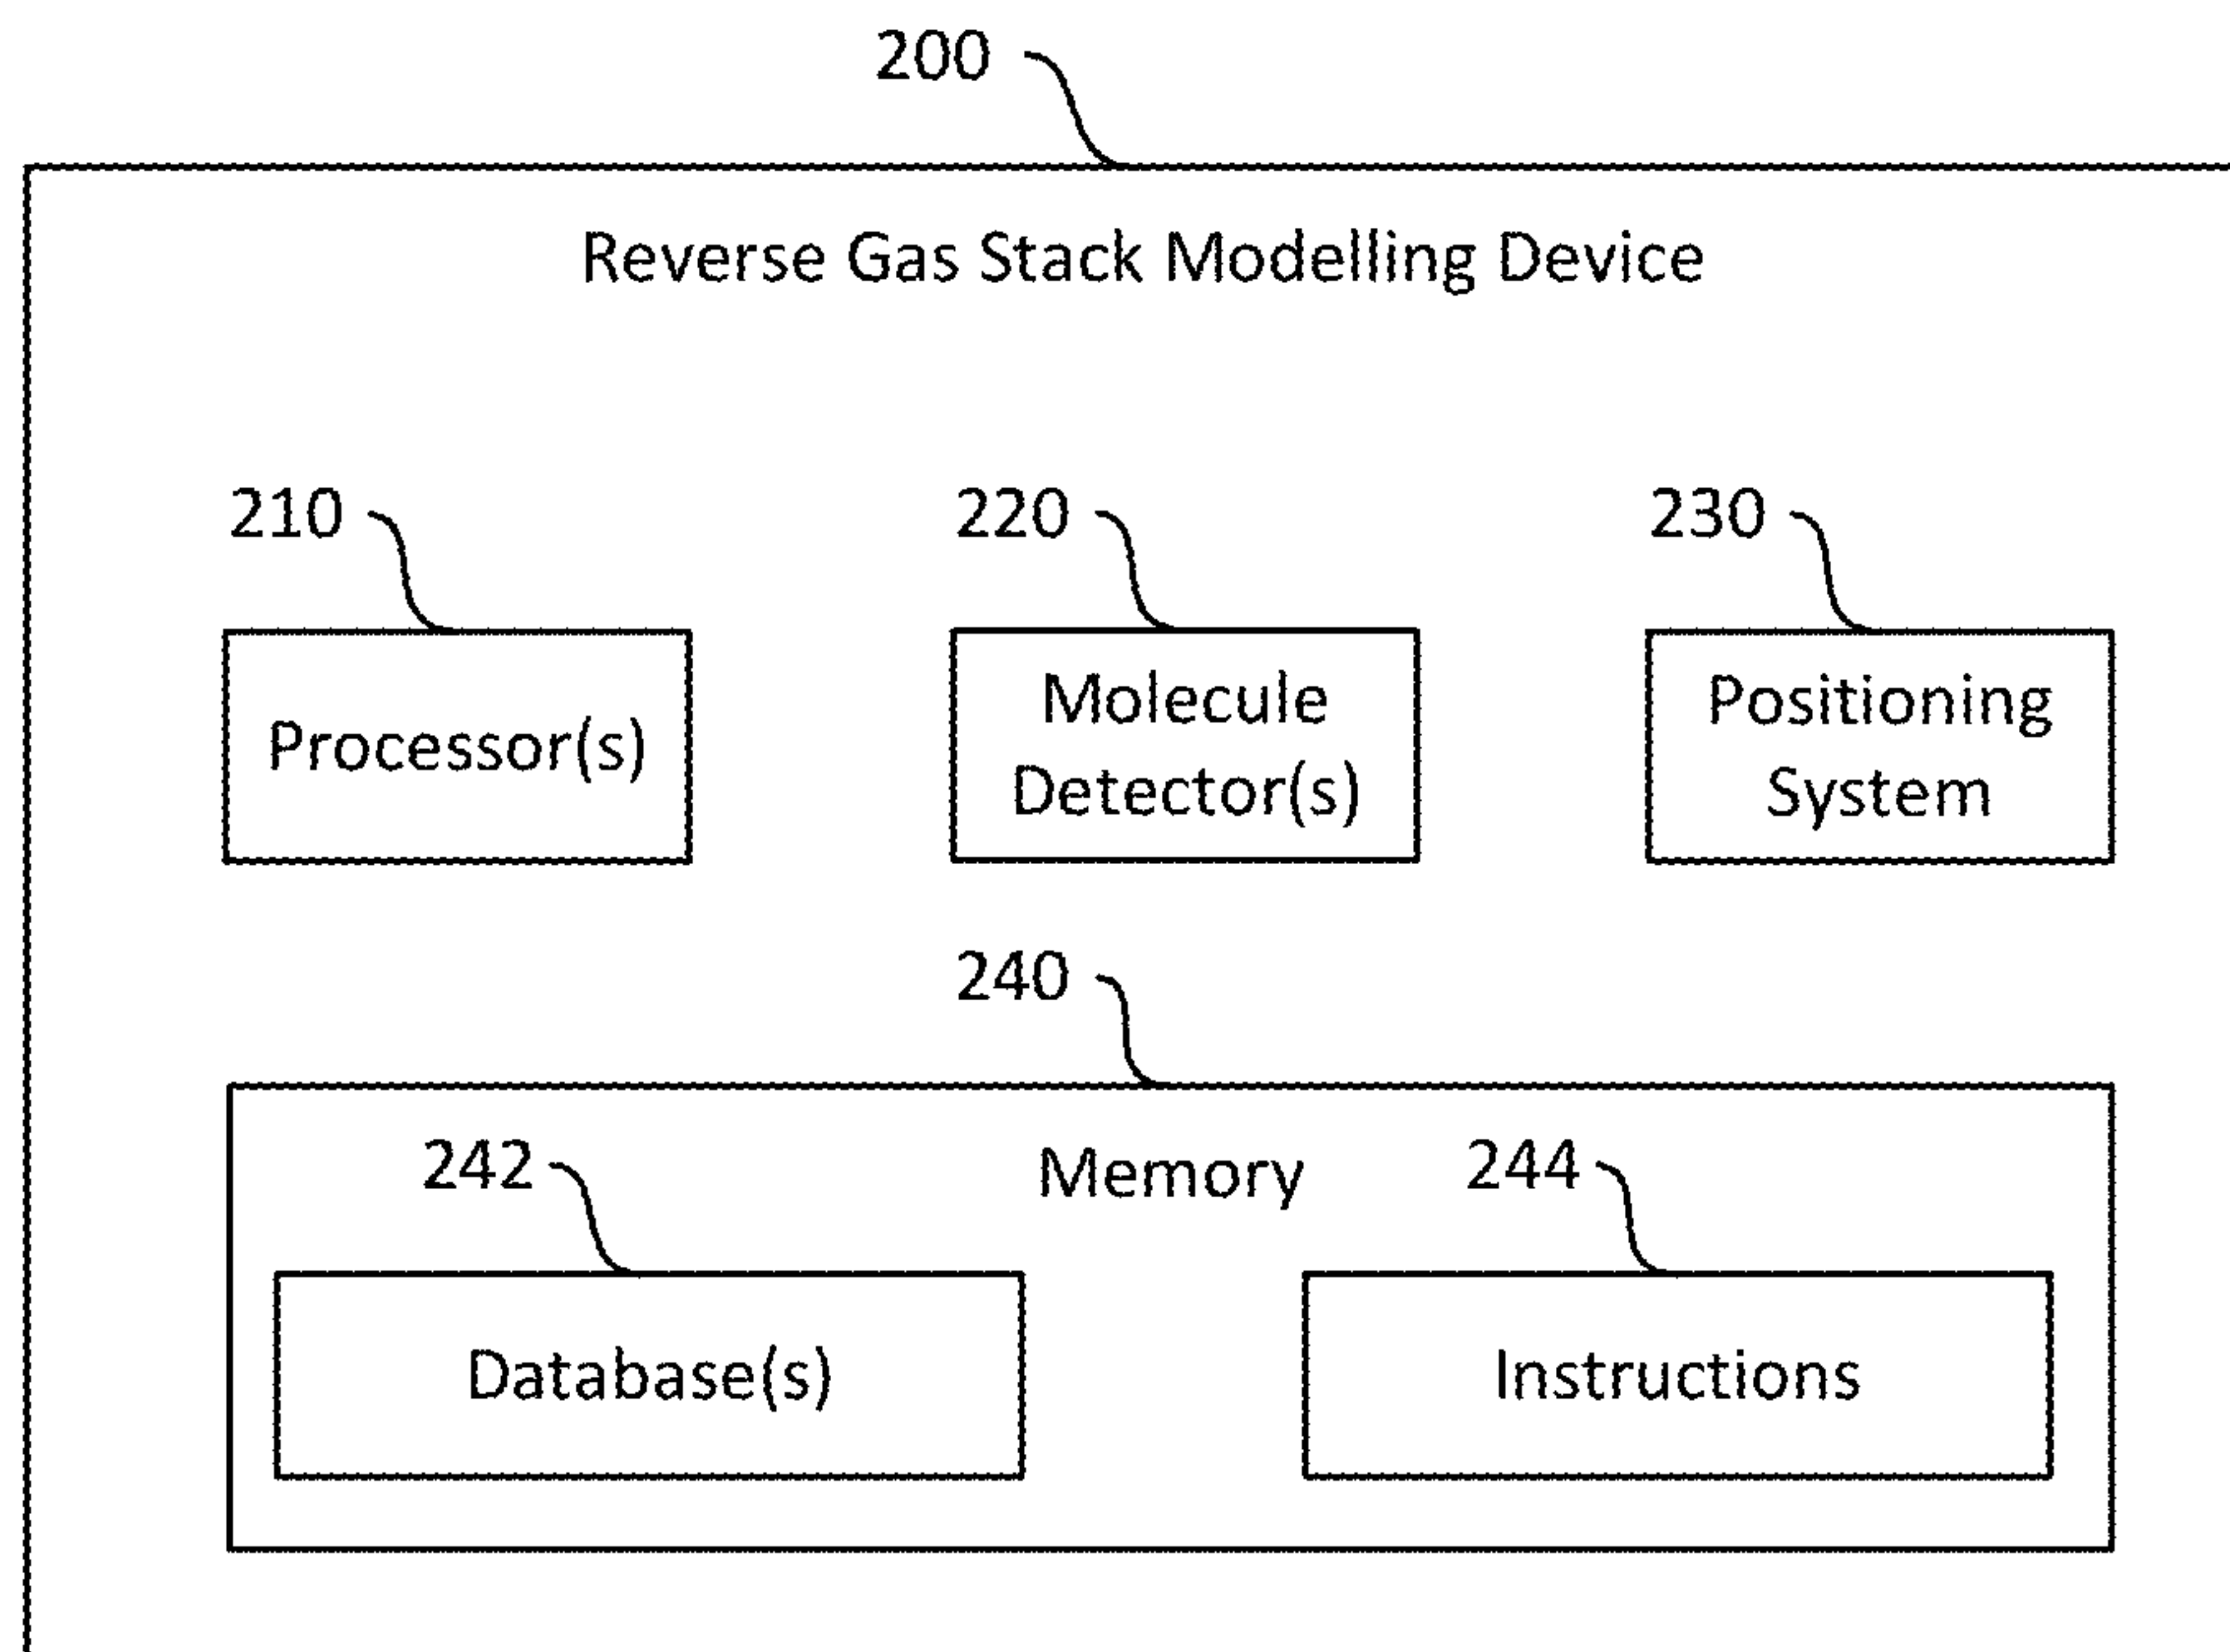 200
Reverse Gas Stack Modelling Device
210
220
230
Processor(s)
Molecule
Detector(s)
Positioning
System
240
Memory
242
244
Database(s)
Instructions